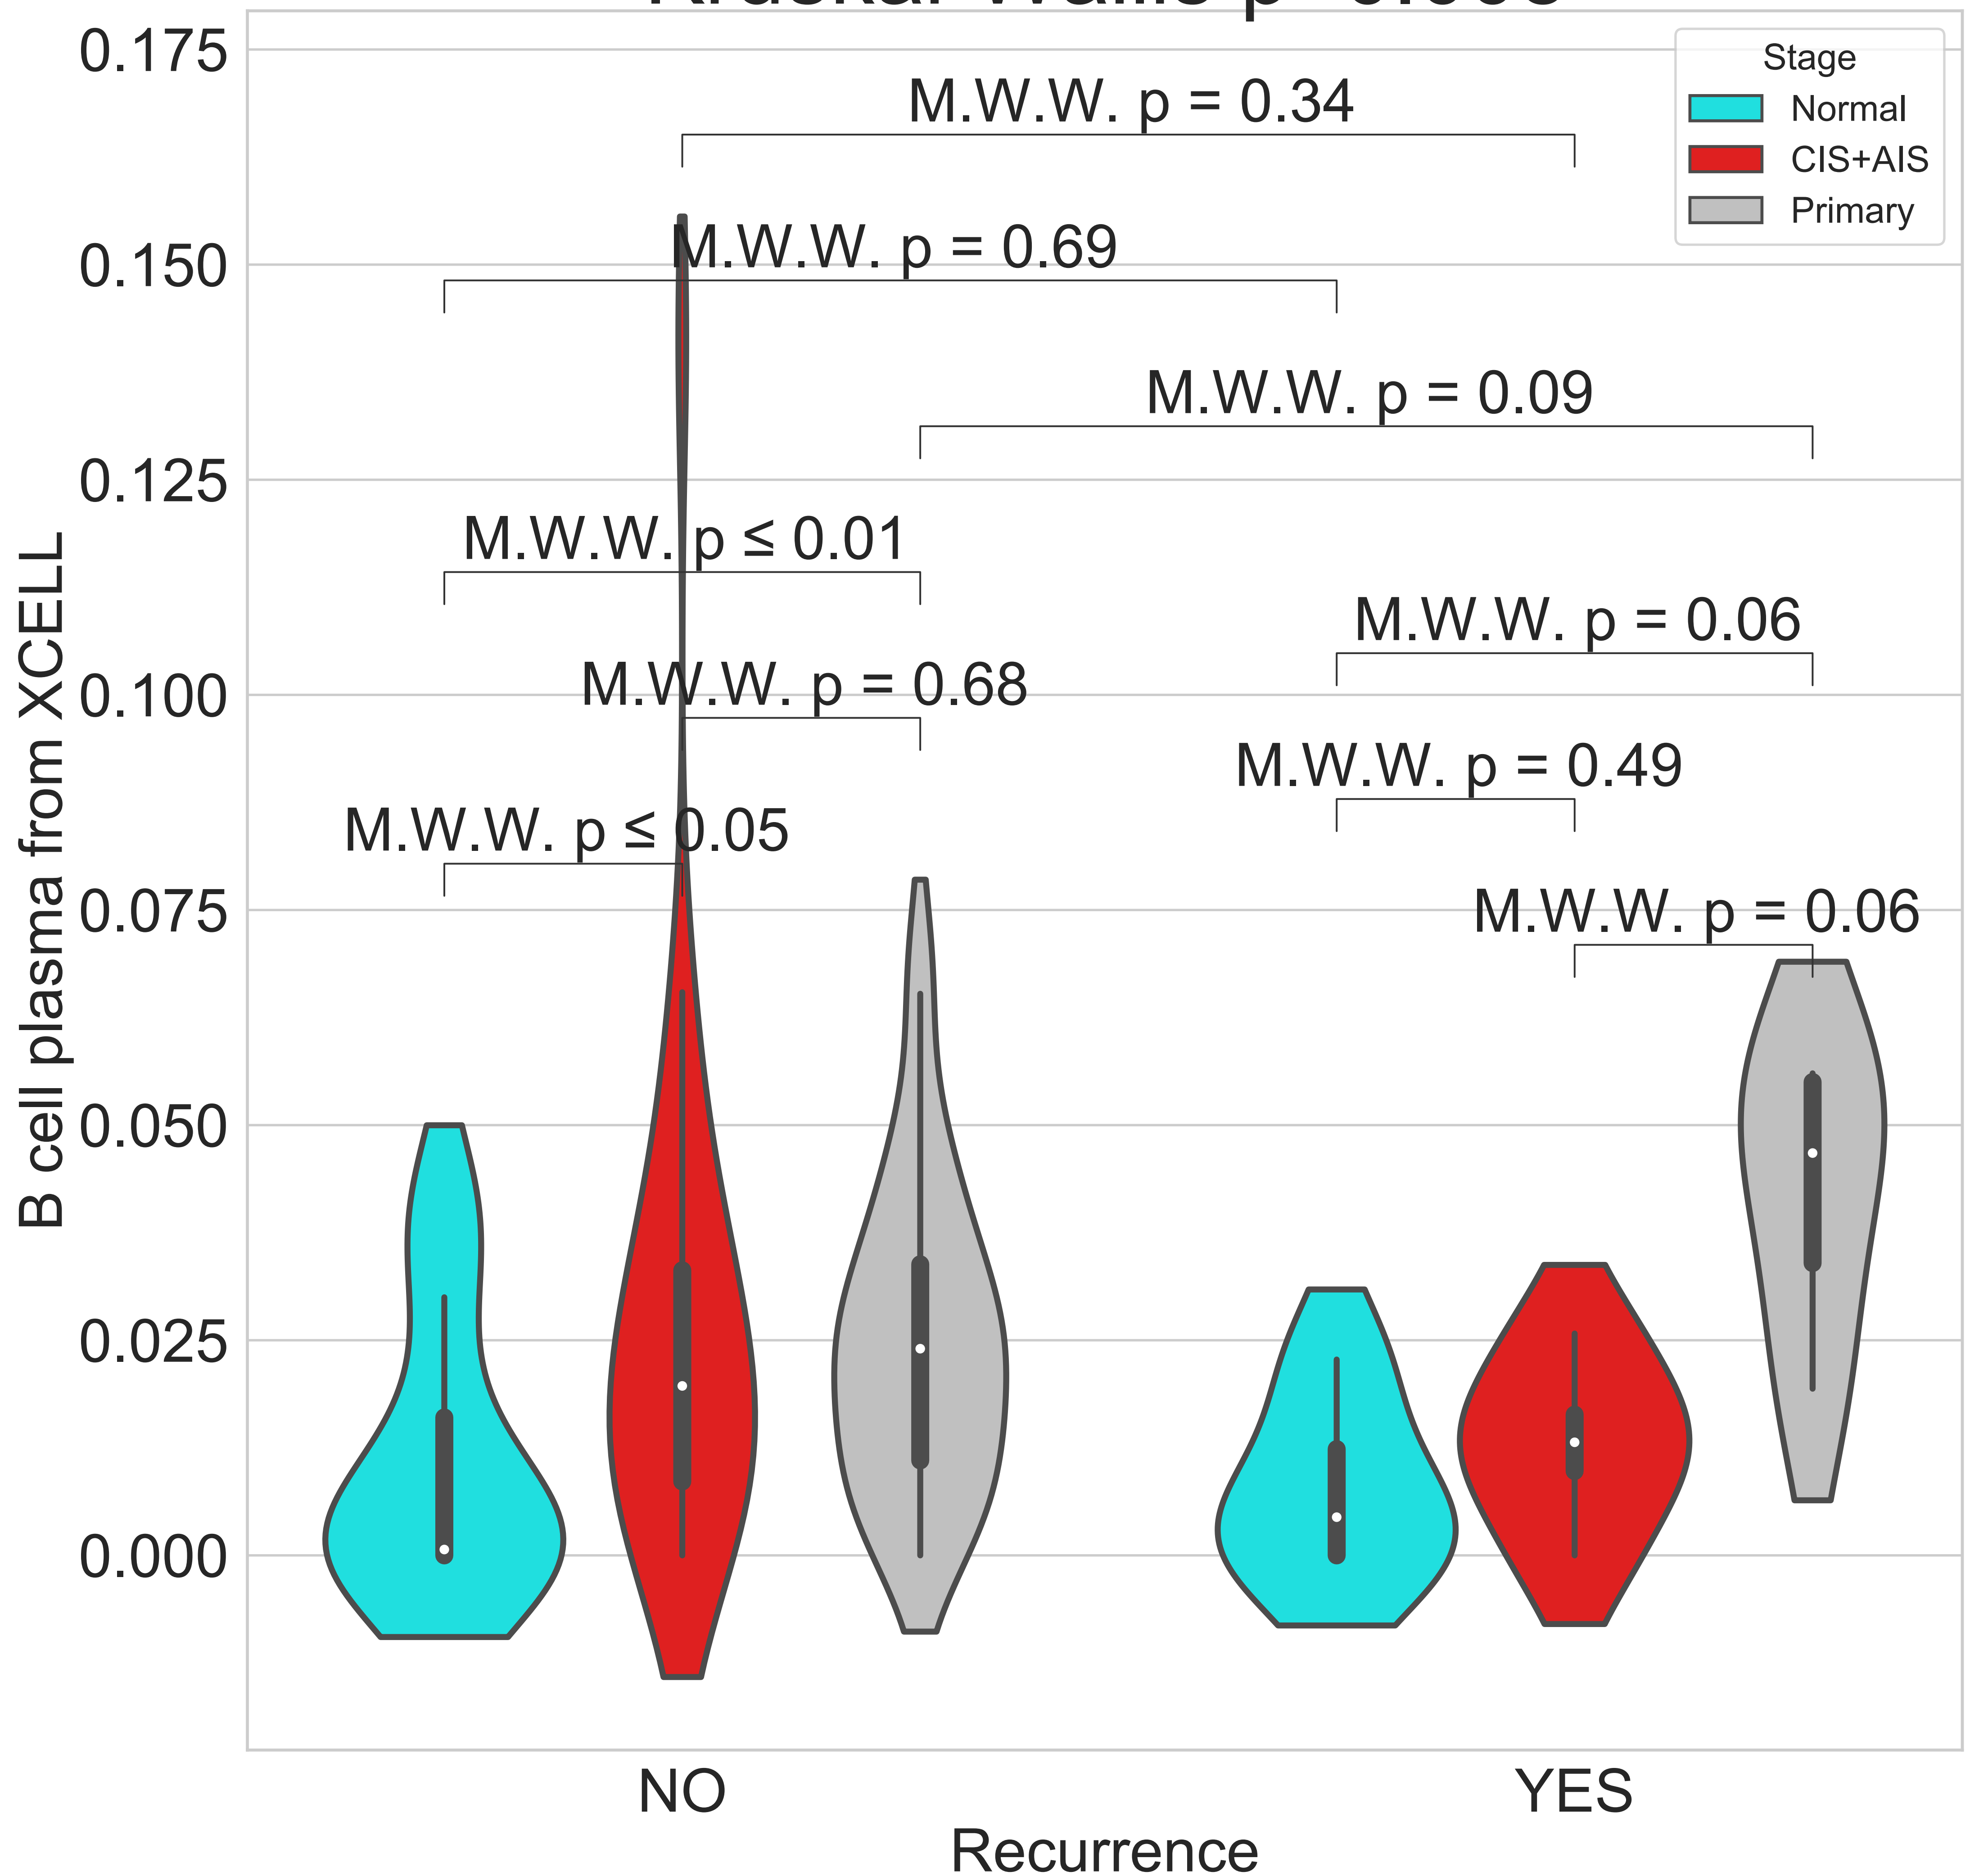 Stage
Normal
CIS+AIS
Primary
M.W.W. p = 0.34
M.W.W. p = 0.69
M.W.W. p = 0.09
M.W.W. p ≤ 0.01
M.W.W. p = 0.06
M.W.W. p = 0.68
M.W.W. p = 0.49
M.W.W. p ≤ 0.05
M.W.W. p = 0.06
0.175
0.150
0.125
0.100
0.075
0.050
0.025
0.000
B cell plasma from XCELL
NO
YES
Recurrence